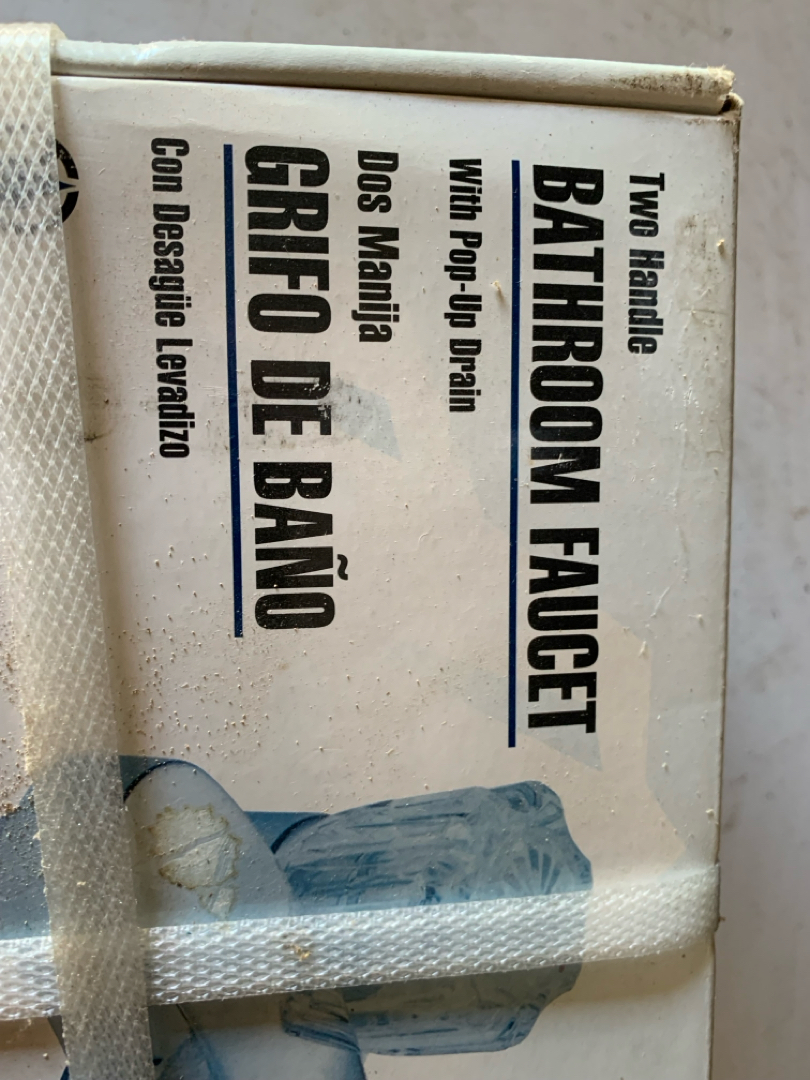 Two Handle
BATHROOM FAUCET
With Pop-Up Drain
Dos Manija
GRIFO DE BAÑO
Con Desagüe Levadizo